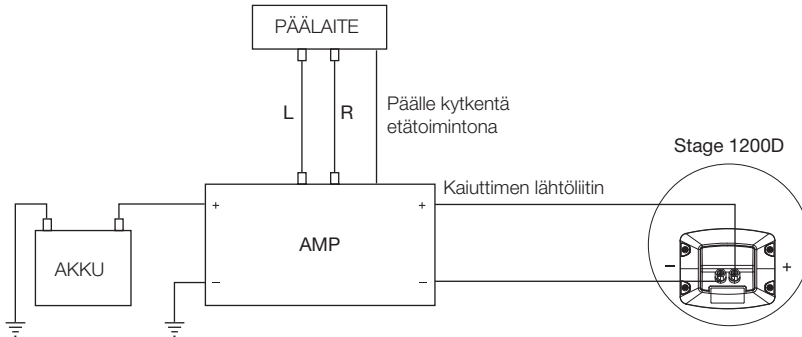 PÄÄLAITE
L
R
Päälle kytkentä
etätoimintona
Stage 1200D
Kaiuttimen lähtöliitin
+
+
AMP
AKKU
–
+
–
–